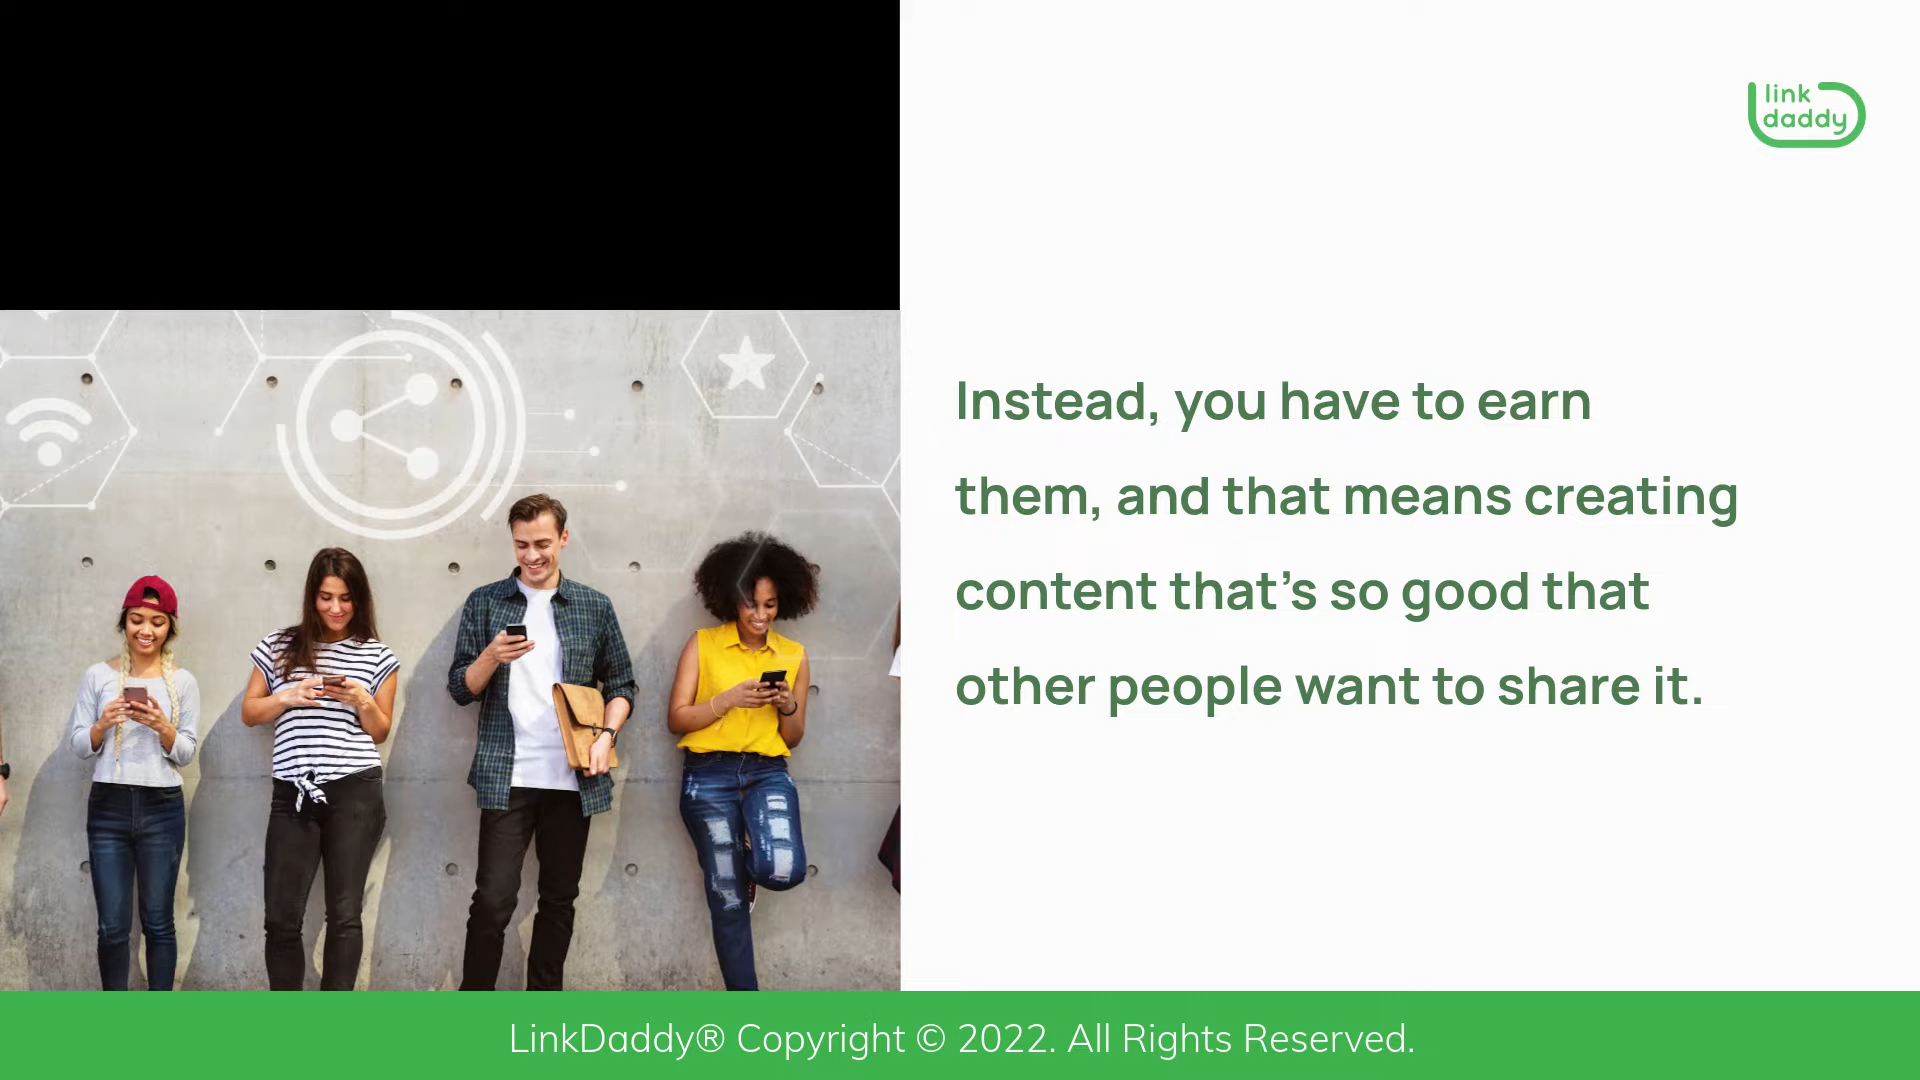 link
daddy
Instead, you have to earn
them, and that means creating
content that’s so good that
other people want to share it.
LinkDaddy® Copyright © 2022. All Rights Reserved.